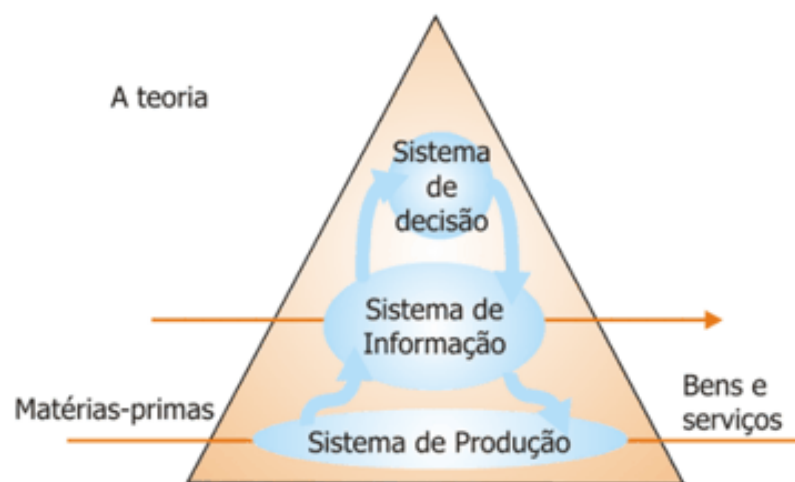 A teoria
Sistema
de
decisão
Sistema de
Informação
Matérias-primas
Bens e
serviços
Sistema de Produção